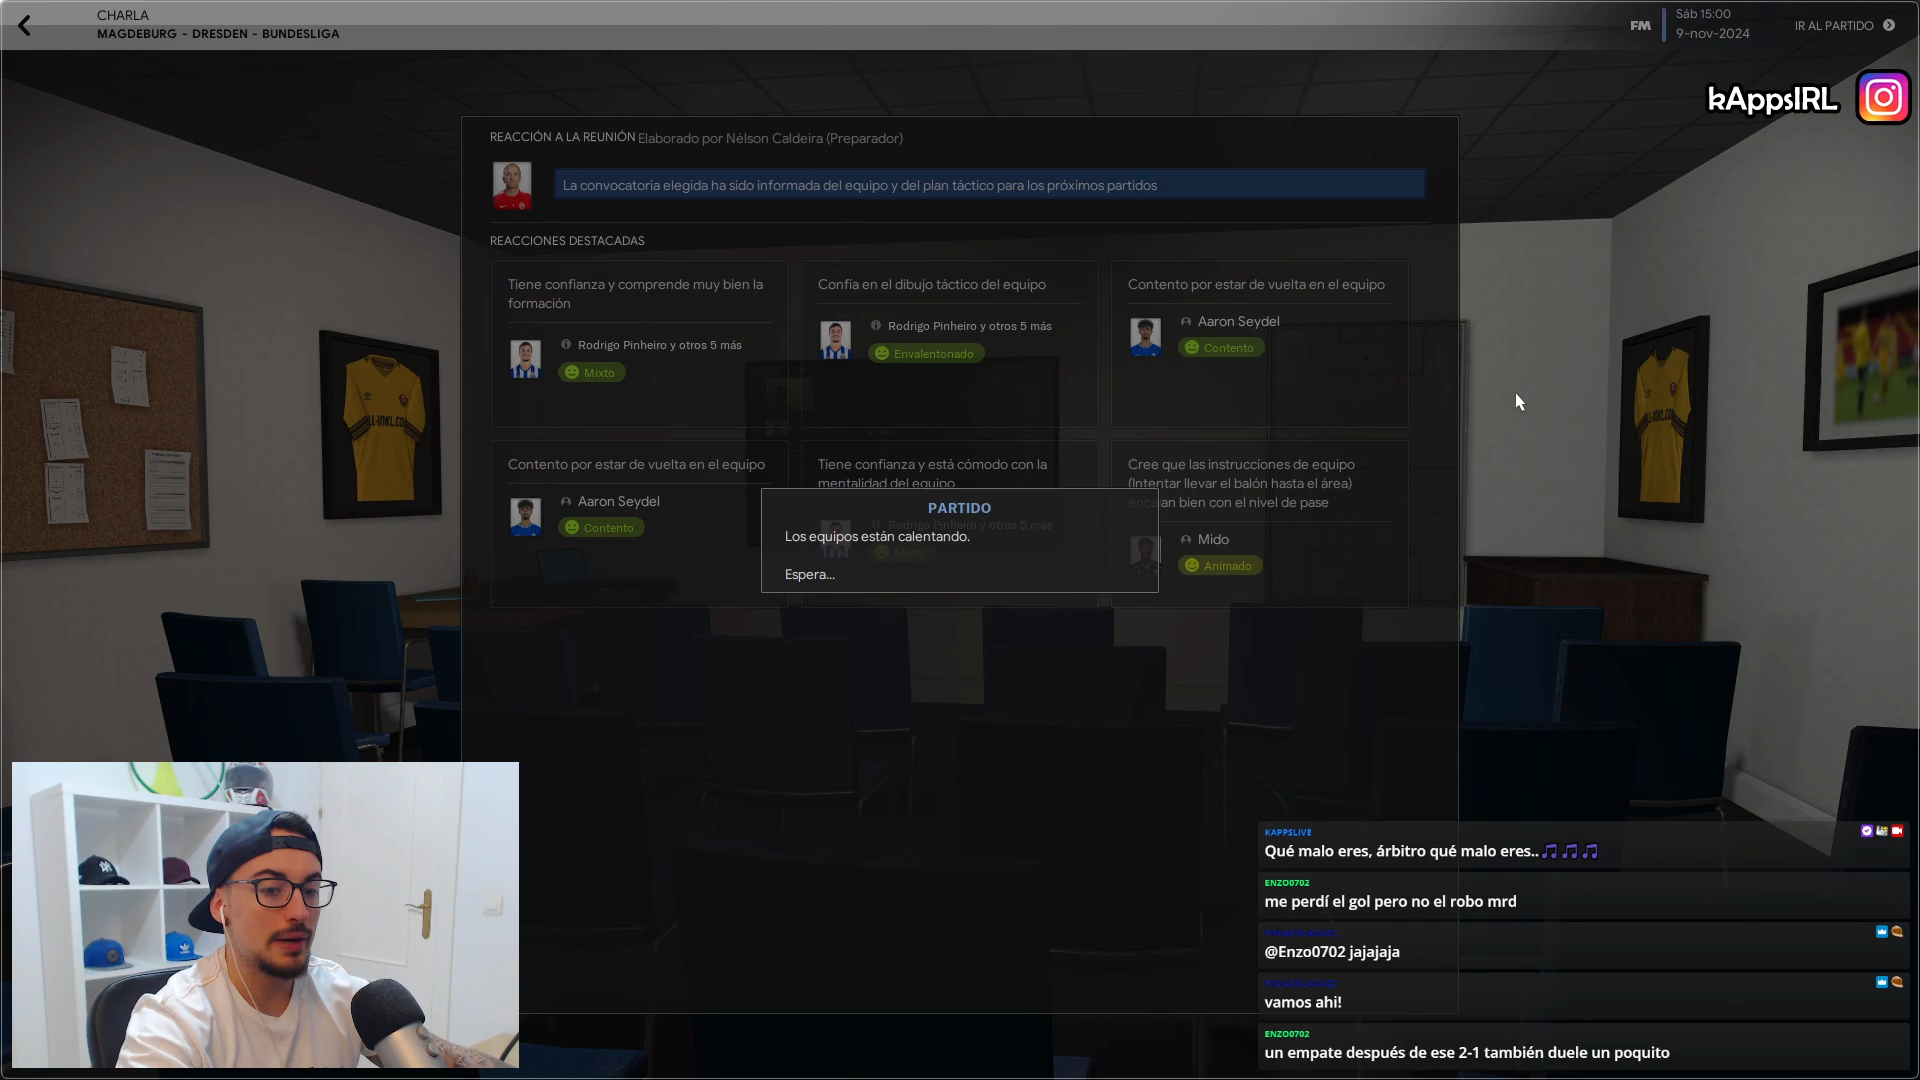 CHARLA
MAGDEBURG - DRESDEN - BUNDESLIGA
FM
Sáb 15:00
9-nov-2024
IR AL PARTIDO
kAppsIRL
REACCIÓN A LA REUNIÓN Elaborado por Nélson Caldeira (Preparador)
La convocatoria elegida ha sido informada del equipo y del plan táctico para los próximos partidos
REACCIONES DESTACADAS
Tiene confianza y comprende muy bien la
formación
Rodrigo Pinheiro y otros 5 más
Mixto
Confía en el dibujo táctico del equipo
Rodrigo Pinheiro y otros 5 más
Envalentonado
Contento por estar de vuelta en el equipo
Aaron Seydel
Contento
Contento por estar de vuelta en el equipo
Aaron Seydel
Contento
Tiene confianza y está cómodo con la
mentalidad del equipo
Rodrigo Pinheiro y otros 5 más
Mixto
Cree que las instrucciones de equipo
(Intentar llevar el balón hasta el área)
encajan bien con el nivel de pase
Mido
Animado
PARTIDO
Los equipos están calentando.
Espera...
KAPPSLIVE
Qué malo eres, árbitro qué malo eres..🎵🎵🎵
ENZO0702
me perdí el gol pero no el robo mrd
@Enzo0702 jajajaja
vamos ahi!
ENZO0702
un empate después de ese 2-1 también duele un poquito